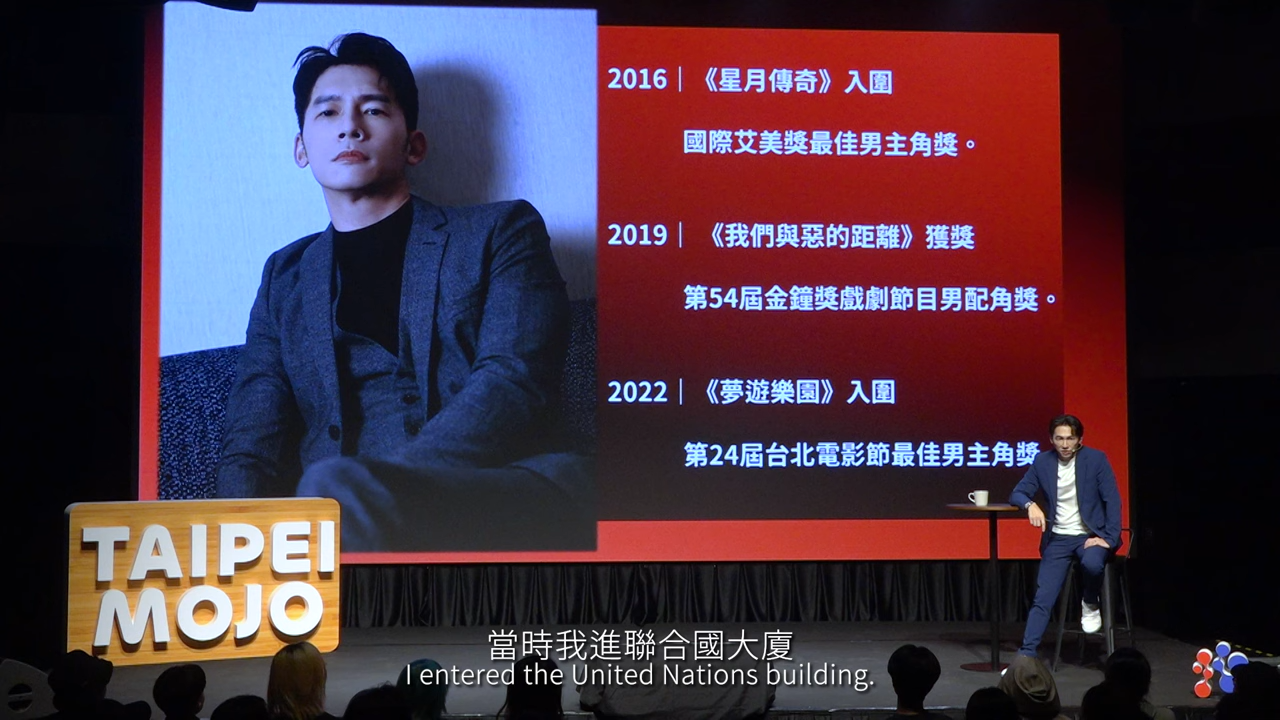 2016｜《星月傳奇》入圍
國際艾美獎最佳男主角獎。
2019｜《我們與惡的距離》獲獎
第54屆金鐘獎戲劇節目男配角獎。
2022｜《夢遊樂園》入圍
第24屆台北電影節最佳男主角獎
TAIPEI
MOJO
當時我進聯合國大廈
I entered the United Nations building.